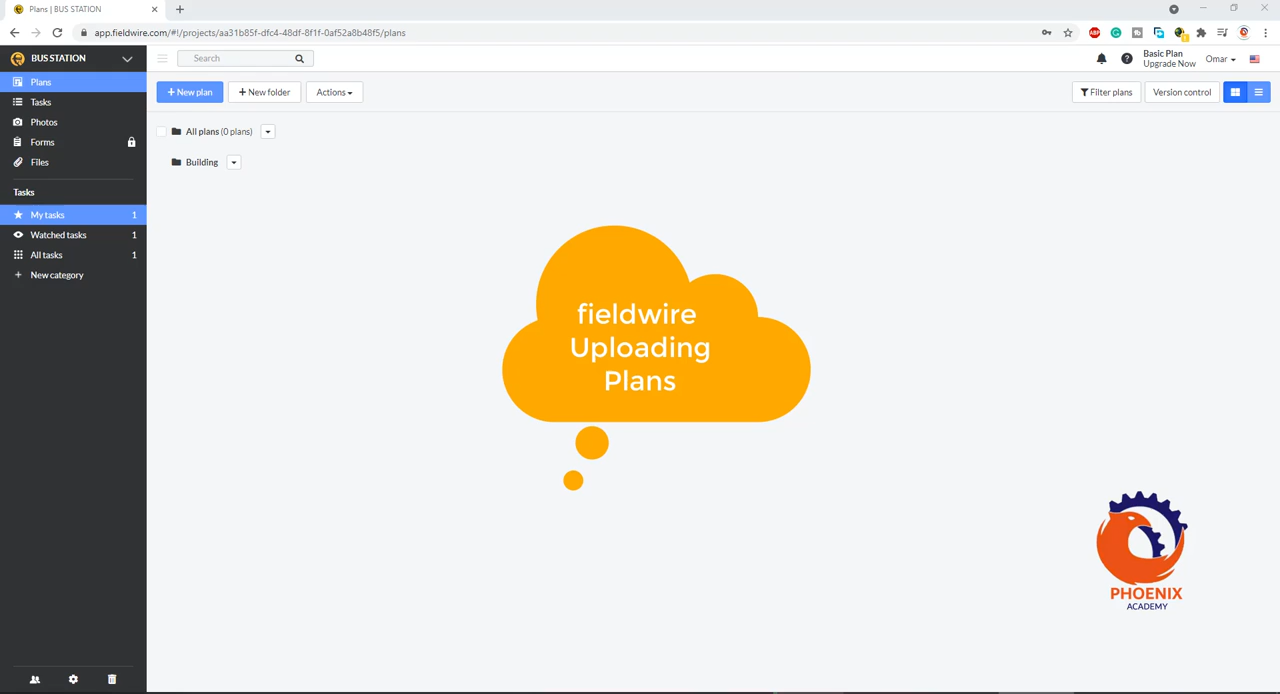 Plans | BUS STATION
app.fieldwire.com/#!/projects/aa31b85f-dfc4-48df-8f1f-0af52a8b48f5/plans
BUS STATION
Search
Basic Plan
Upgrade Now
Omar
Plans
Tasks
Photos
Forms
Files
Tasks
My tasks 1
Watched tasks 1
All tasks 1
+ New category
+ New plan
+ New folder
Actions
Filter plans
Version control
All plans (0 plans)
Building
fieldwire
Uploading
Plans
PHOENIX
ACADEMY